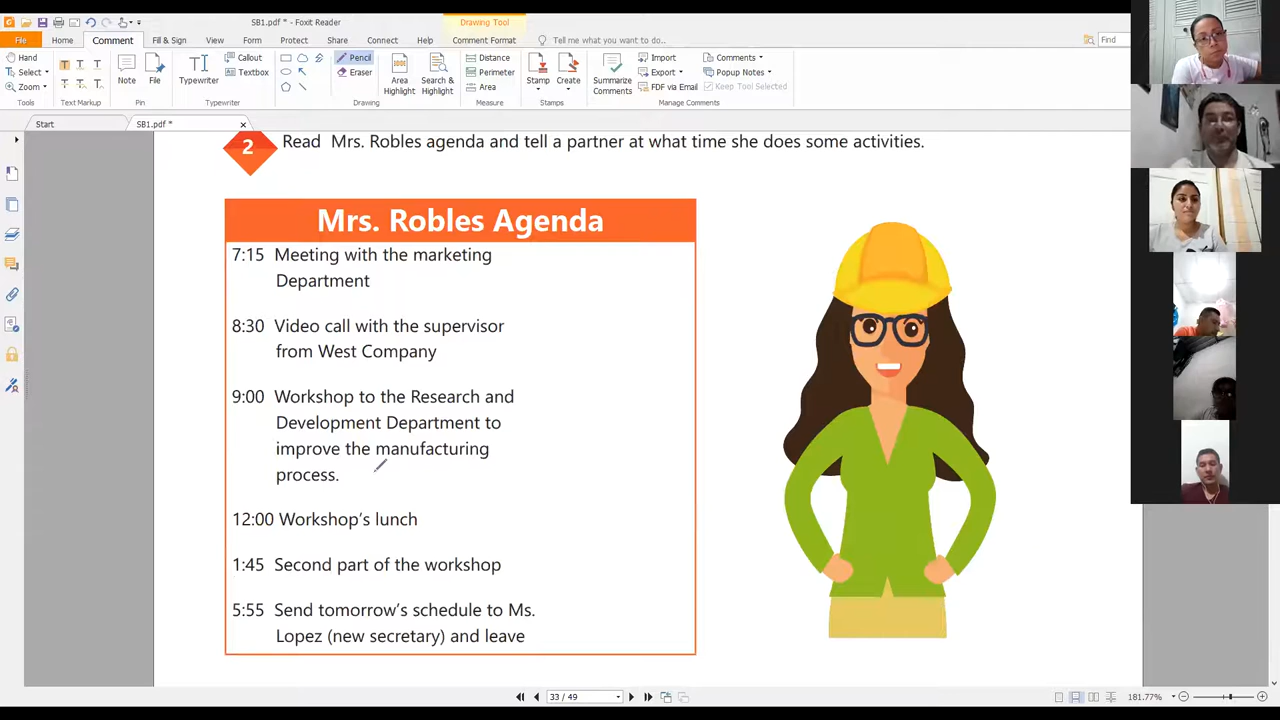 SB1.pdf * - Foxit Reader
Drawing Tool
File Home Comment Fill & Sign View Form Protect Share Connect Help Comment Format Tell me what you want to do... Find
Hand
Select
Zoom
Tools
T T T
T T T
Text Markup
Note
File
Pin
Typewriter
Callout
Textbox
Typewriter
Pencil
Eraser
Drawing
Area
Highlight
Search &
Highlight
Distance
Perimeter
Area
Measure
Stamp
Create
Stamps
Summarize
Comments
Import
Export
FDF via Email
Comments
Popup Notes
Keep Tool Selected
Manage Comments
Start
SB1.pdf *
2 Read Mrs. Robles agenda and tell a partner at what time she does some activities.
Mrs. Robles Agenda
7:15 Meeting with the marketing
Department
8:30 Video call with the supervisor
from West Company
9:00 Workshop to the Research and
Development Department to
improve the manufacturing
process.
12:00 Workshop's lunch
1:45 Second part of the workshop
5:55 Send tomorrow's schedule to Ms.
Lopez (new secretary) and leave
33 / 49
181.77%